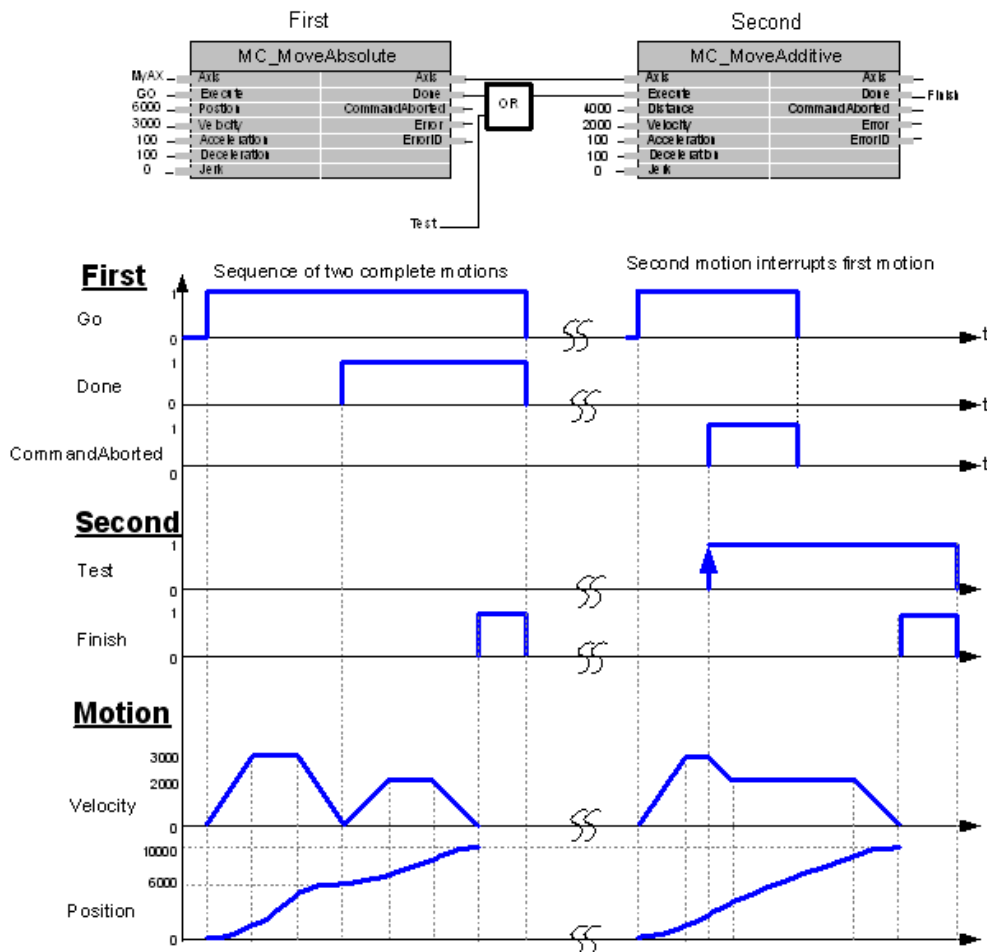 First Second
MC_MoveAbsolute MC_MoveAdditive
MyAX Axis Axis Axis Axis
GO Execute Done OR Execute Done Finish
6000 Position CommandAborted 4000 Distance CommandAborted
3000 Velocity Error 2000 Velocity Error
100 Acceleration ErrorID 100 Acceleration ErrorID
100 Deceleration 100 Deceleration
0 Jerk 0 Jerk
Test
First Sequence of two complete motions Second motion interrupts first motion
1
Go
0 t
1
Done
0 t
1
CommandAborted
0 t
Second
1
Test
0
1
Finish
0
Motion
3000
2000
Velocity
0
10000
6000
Position
0